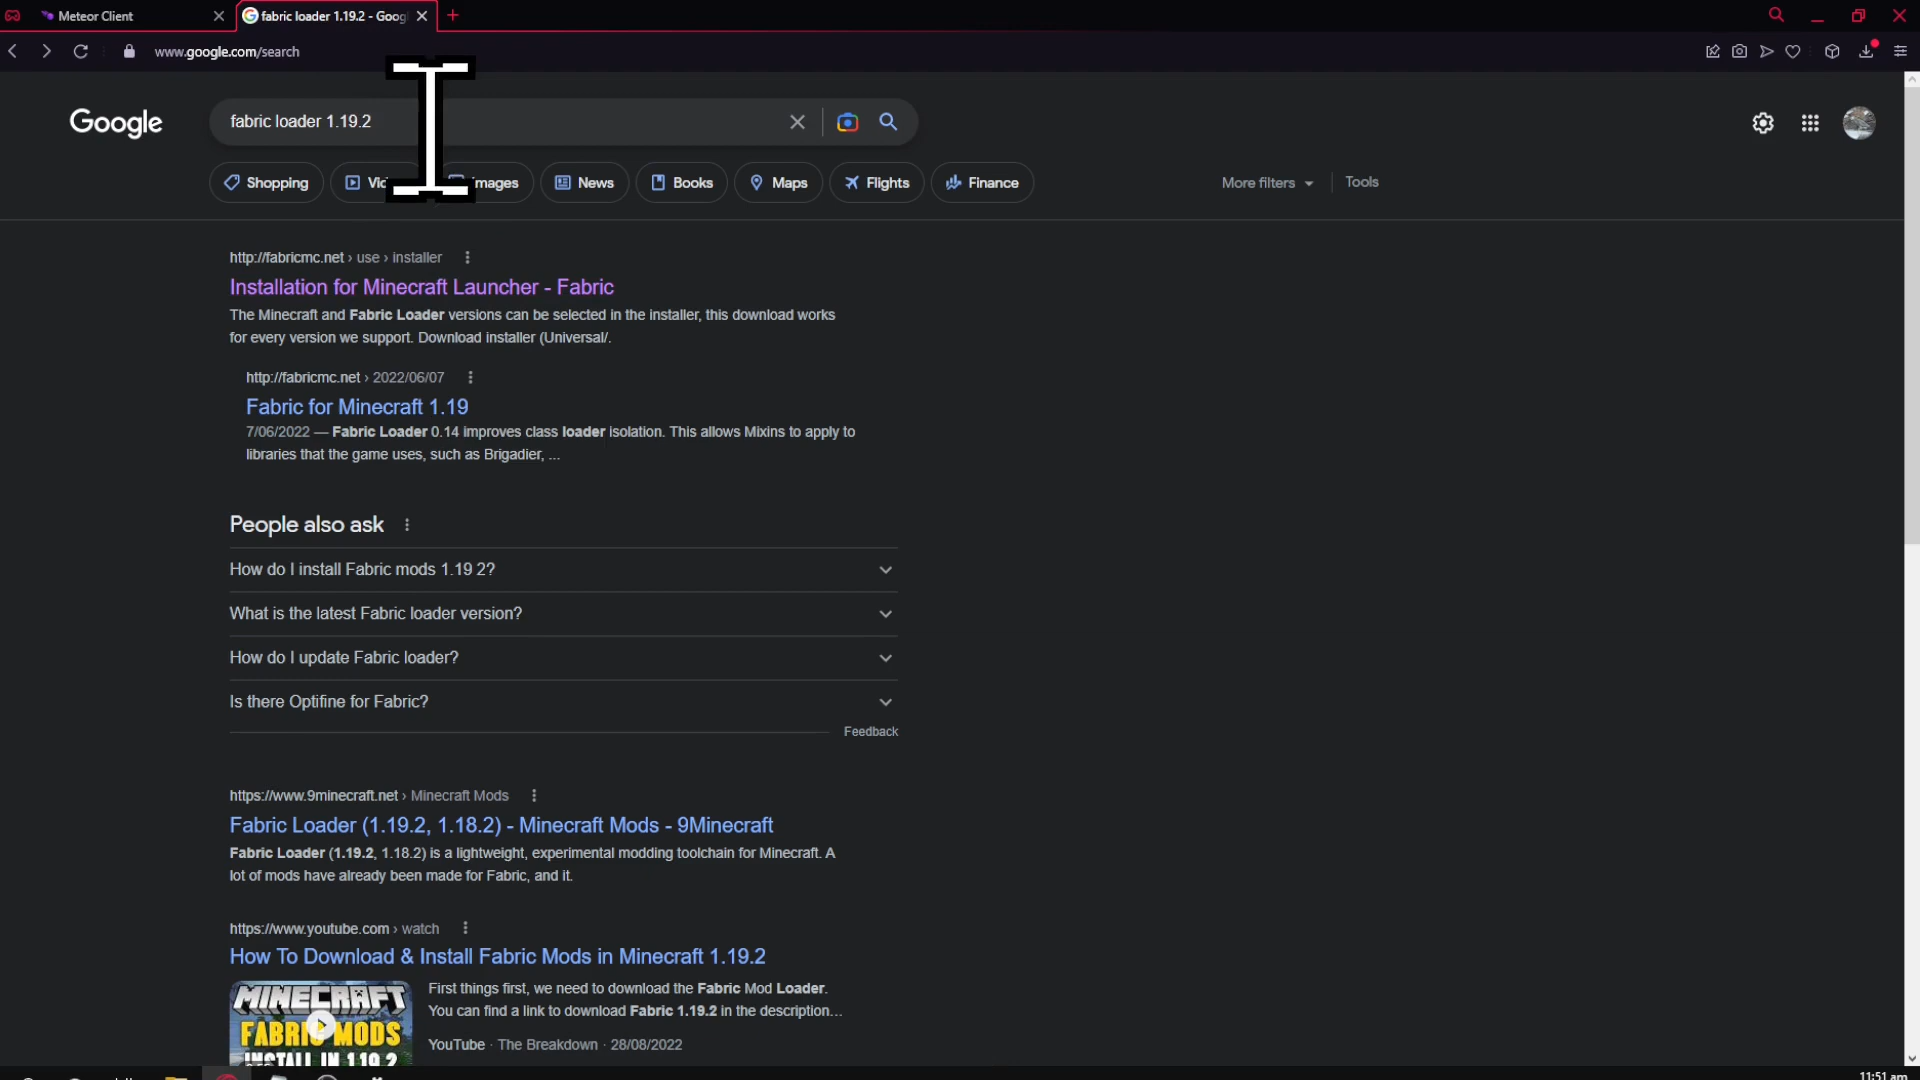 Meteor Client
fabric loader 1.19.2 - Goog
www.google.com/search
Google
fabric loader 1.19.2
Shopping
Images
News
Books
Maps
Flights
Finance
More filters
Tools
http://fabricmc.net › use › installer
Installation for Minecraft Launcher - Fabric
The Minecraft and Fabric Loader versions can be selected in the installer, this download works
for every version we support. Download installer (Universal/.
http://fabricmc.net › 2022/06/07
Fabric for Minecraft 1.19
7/06/2022 — Fabric Loader 0.14 improves class loader isolation. This allows Mixins to apply to
libraries that the game uses, such as Brigadier, ...
People also ask
How do I install Fabric mods 1.19 2?
What is the latest Fabric loader version?
How do I update Fabric loader?
Is there Optifine for Fabric?
Feedback
https://www.9minecraft.net › Minecraft Mods
Fabric Loader (1.19.2, 1.18.2) - Minecraft Mods - 9Minecraft
Fabric Loader (1.19.2, 1.18.2) is a lightweight, experimental modding toolchain for Minecraft. A
lot of mods have already been made for Fabric, and it.
https://www.youtube.com › watch
How To Download & Install Fabric Mods in Minecraft 1.19.2
MINECRAFT
FABRIC MODS
INSTALL IN 1.19.2
First things first, we need to download the Fabric Mod Loader.
You can find a link to download Fabric 1.19.2 in the description...
YouTube · The Breakdown · 28/08/2022
11:51 am